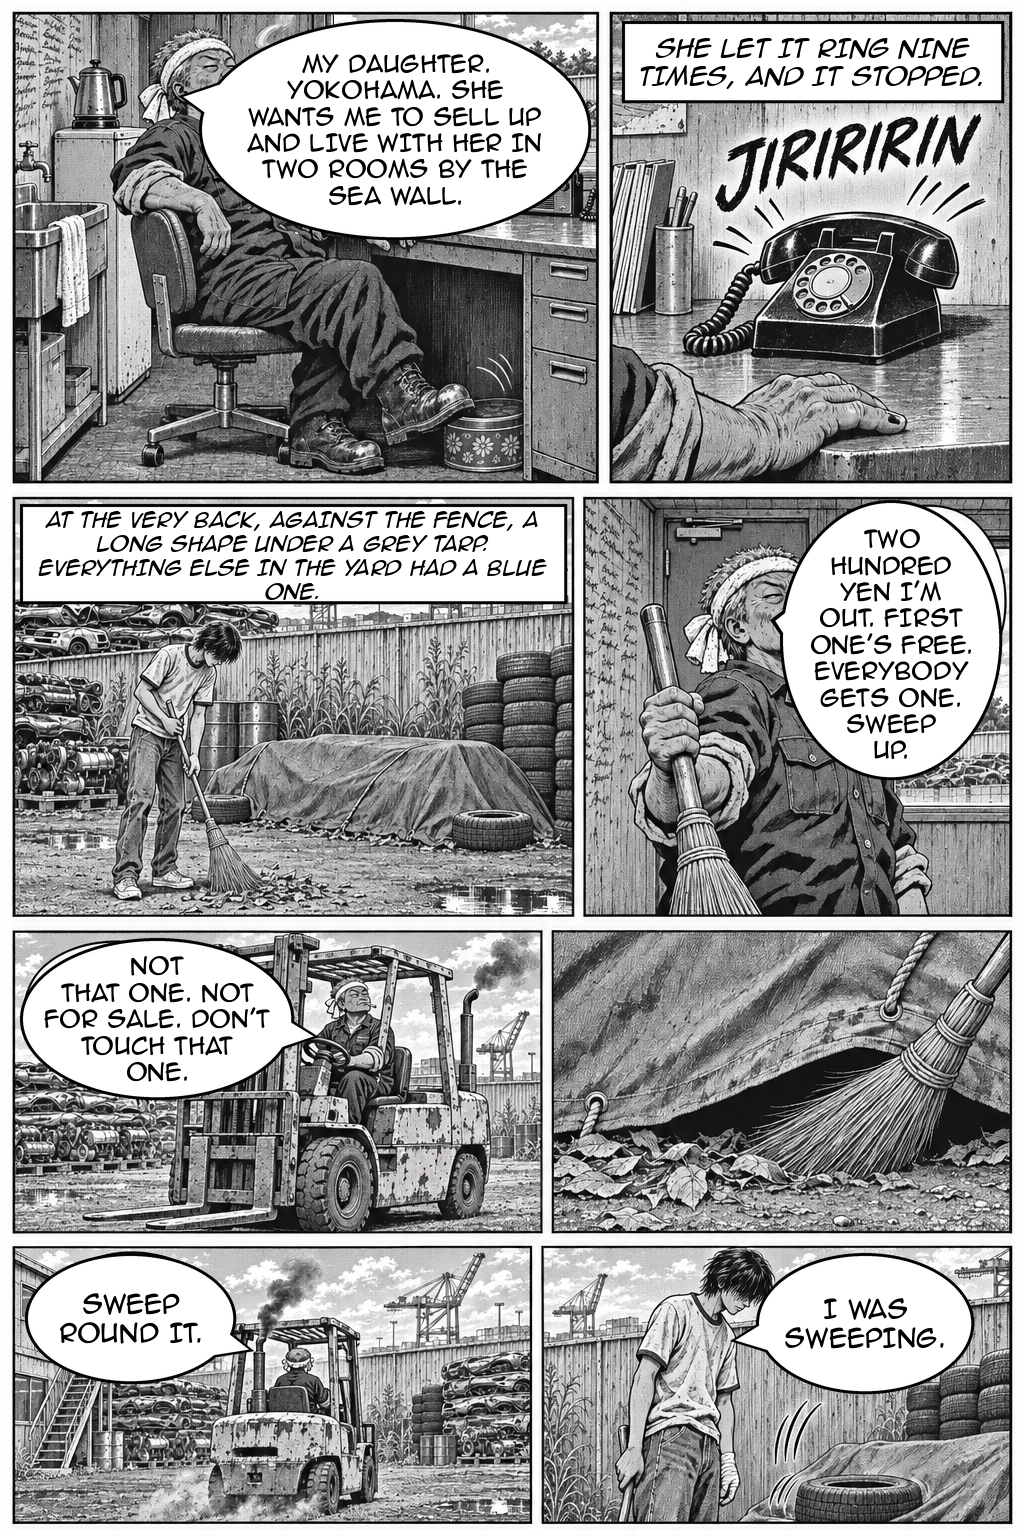 SHE LET IT RING NINE
TIMES, AND IT STOPPED.
JIRIRIRIN
MY DAUGHTER.
YOKOHAMA. SHE
WANTS ME TO SELL UP
AND LIVE WITH HER IN
TWO ROOMS BY THE
SEA WALL.
TWO
HUNDRED
YEN I'M
OUT. FIRST
ONE'S FREE.
EVERYBODY
GETS ONE.
SWEEP
UP.
AT THE VERY BACK, AGAINST THE FENCE, A
LONG SHAPE UNDER A GREY TARP.
EVERYTHING ELSE IN THE YARD HAD A BLUE
ONE.
NOT
THAT ONE. NOT
FOR SALE. DON'T
TOUCH THAT
ONE.
I WAS
SWEEPING.
SWEEP
ROUND IT.